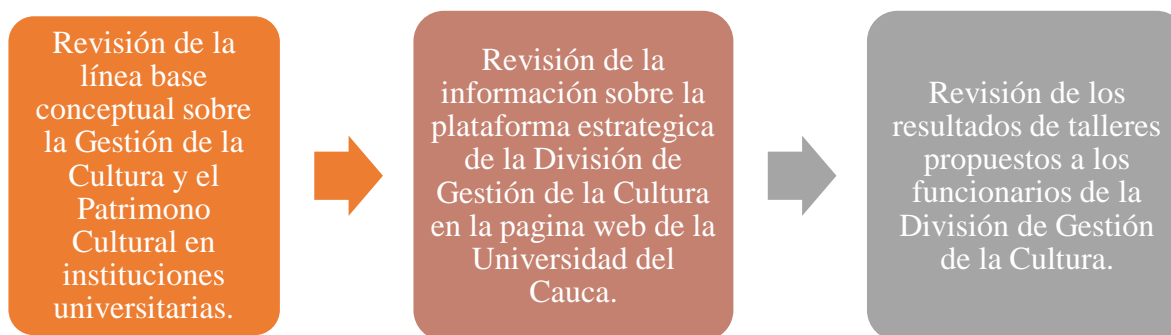 Revisión de la
línea base
conceptual sobre
la Gestión de la
Cultura y el
Patrimono
Cultural en
instituciones
universitarias.
Revisión de la
información sobre la
plataforma estrategica
de la División de
Gestión de la Cultura
en la pagina web de la
Universidad del
Cauca.
Revisión de los
resultados de talleres
propuestos a los
funcionarios de la
División de Gestión
de la Cultura.